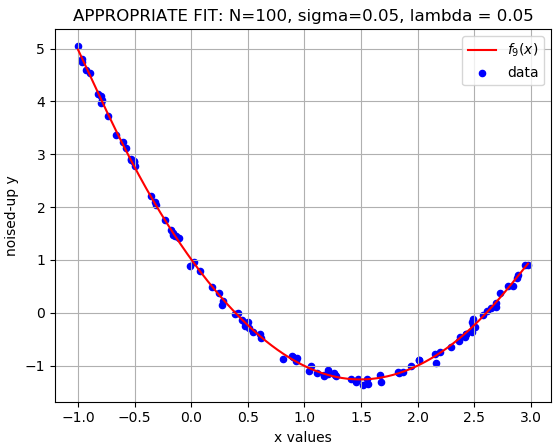 APPROPRIATE FIT: N=100, sigma=0.05, lambda = 0.05
f₉(x)
data
5
4
3
2
1
0
−1
noised-up y
−1.0 −0.5 0.0 0.5 1.0 1.5 2.0 2.5 3.0
x values